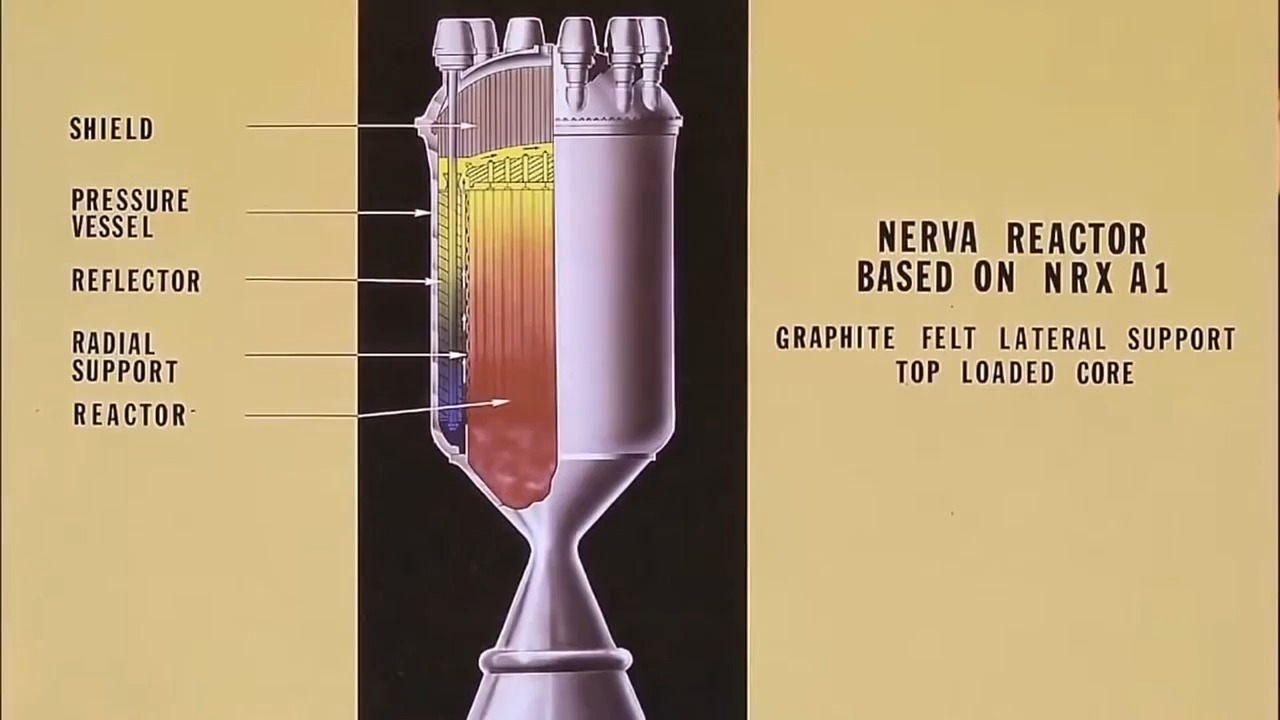 SHIELD
PRESSURE
VESSEL
REFLECTOR
RADIAL
SUPPORT
REACTOR
NERVA REACTOR
BASED ON NRX A1
GRAPHITE FELT LATERAL SUPPORT
TOP LOADED CORE